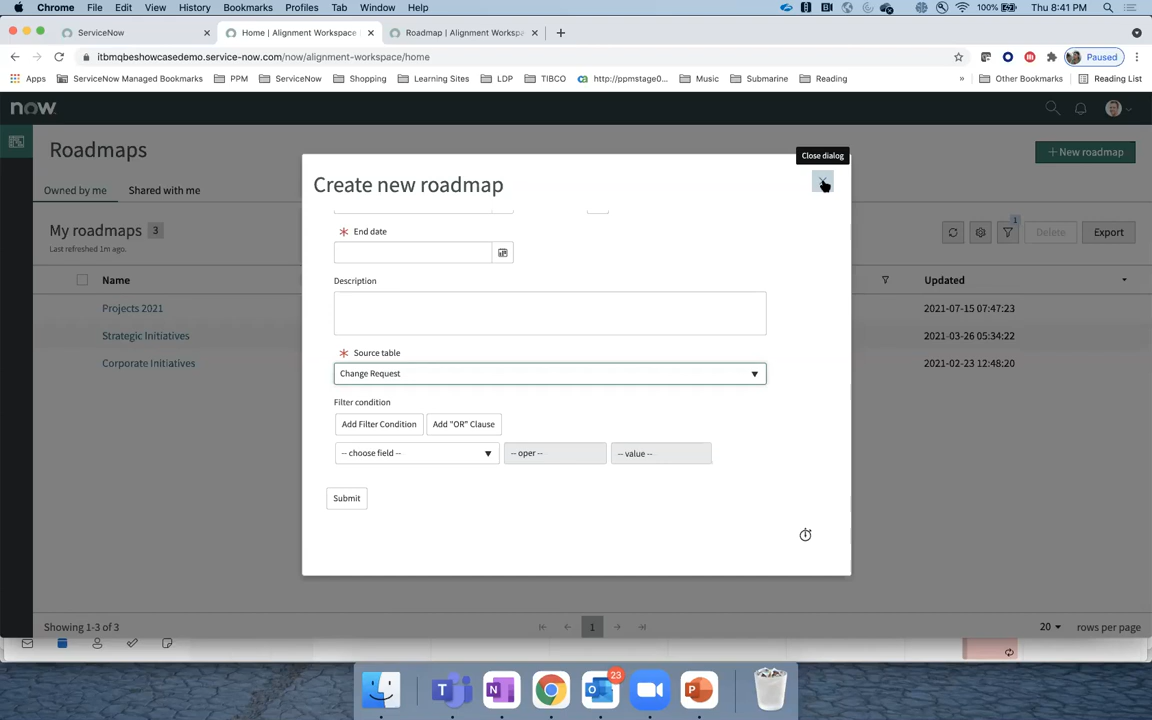 Chrome File Edit View History Bookmarks Profiles Tab Window Help 100% Thu 8:41 PM
ServiceNow Home | Alignment Workspace Roadmap | Alignment Workspa
itbmqbeshowcasedemo.service-now.com/now/alignment-workspace/home Paused
Apps ServiceNow Managed Bookmarks PPM ServiceNow Shopping Learning Sites LDP TIBCO http://ppmstage0... Music Submarine Reading » Other Bookmarks Reading List
now
Roadmaps
+ New roadmap
Close dialog
Create new roadmap
Owned by me Shared with me
My roadmaps 3
Last refreshed 1m ago.
1
Delete Export
Name Updated
Projects 2021 2021-07-15 07:47:23
Strategic Initiatives 2021-03-26 05:34:22
Corporate Initiatives 2021-02-23 12:48:20
* End date
Description
* Source table
Change Request
Filter condition
Add Filter Condition Add "OR" Clause
-- choose field -- -- oper -- -- value --
Submit
Showing 1-3 of 3 1 20 rows per page
23